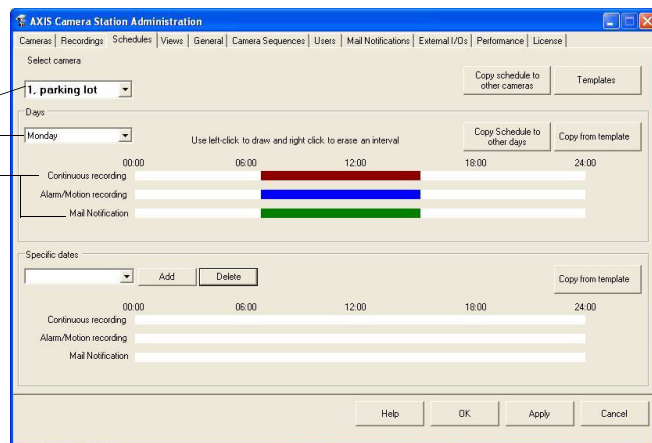 AXIS Camera Station Administration
Cameras Recordings Schedules Views General Camera Sequences Users Mail Notifications External I/Os Performance License
Select camera
1, parking lot
Copy schedule to
other cameras
Templates
Days
Monday
Use left-click to draw and right click to erase an interval
Copy Schedule to
other days
Copy from template
00:00 06:00 12:00 18:00 24:00
Continuous recording
Alarm/Motion recording
Mail Notification
Specific dates
Add Delete
Copy from template
00:00 06:00 12:00 18:00 24:00
Continuous recording
Alarm/Motion recording
Mail Notification
Help OK Apply Cancel